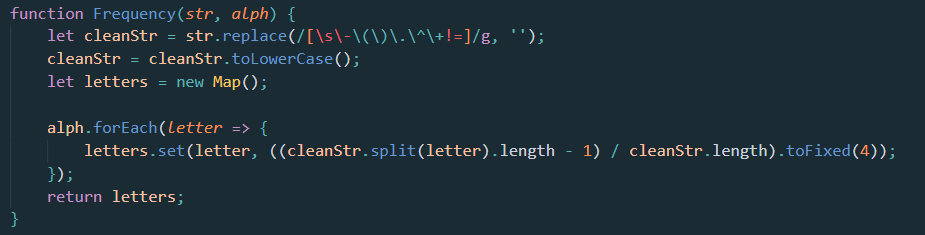 function Frequency(str, alph) {
    let cleanStr = str.replace(/[\s\-\(\)\.\^\+!=]/g, '');
    cleanStr = cleanStr.toLowerCase();
    let letters = new Map();

    alph.forEach(letter => {
        letters.set(letter, ((cleanStr.split(letter).length - 1) / cleanStr.length).toFixed(4));
    });
    return letters;
}